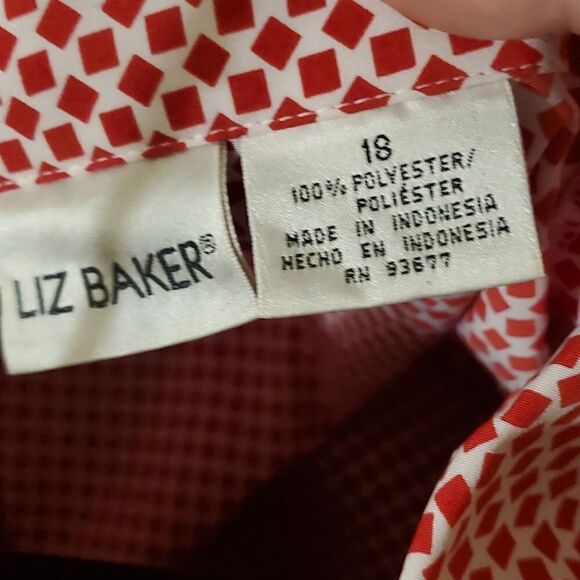 LIZ BAKER®
18
100% POLYESTER/
POLIÉSTER
MADE IN INDONESIA
HECHO EN INDONESIA
RN 93677